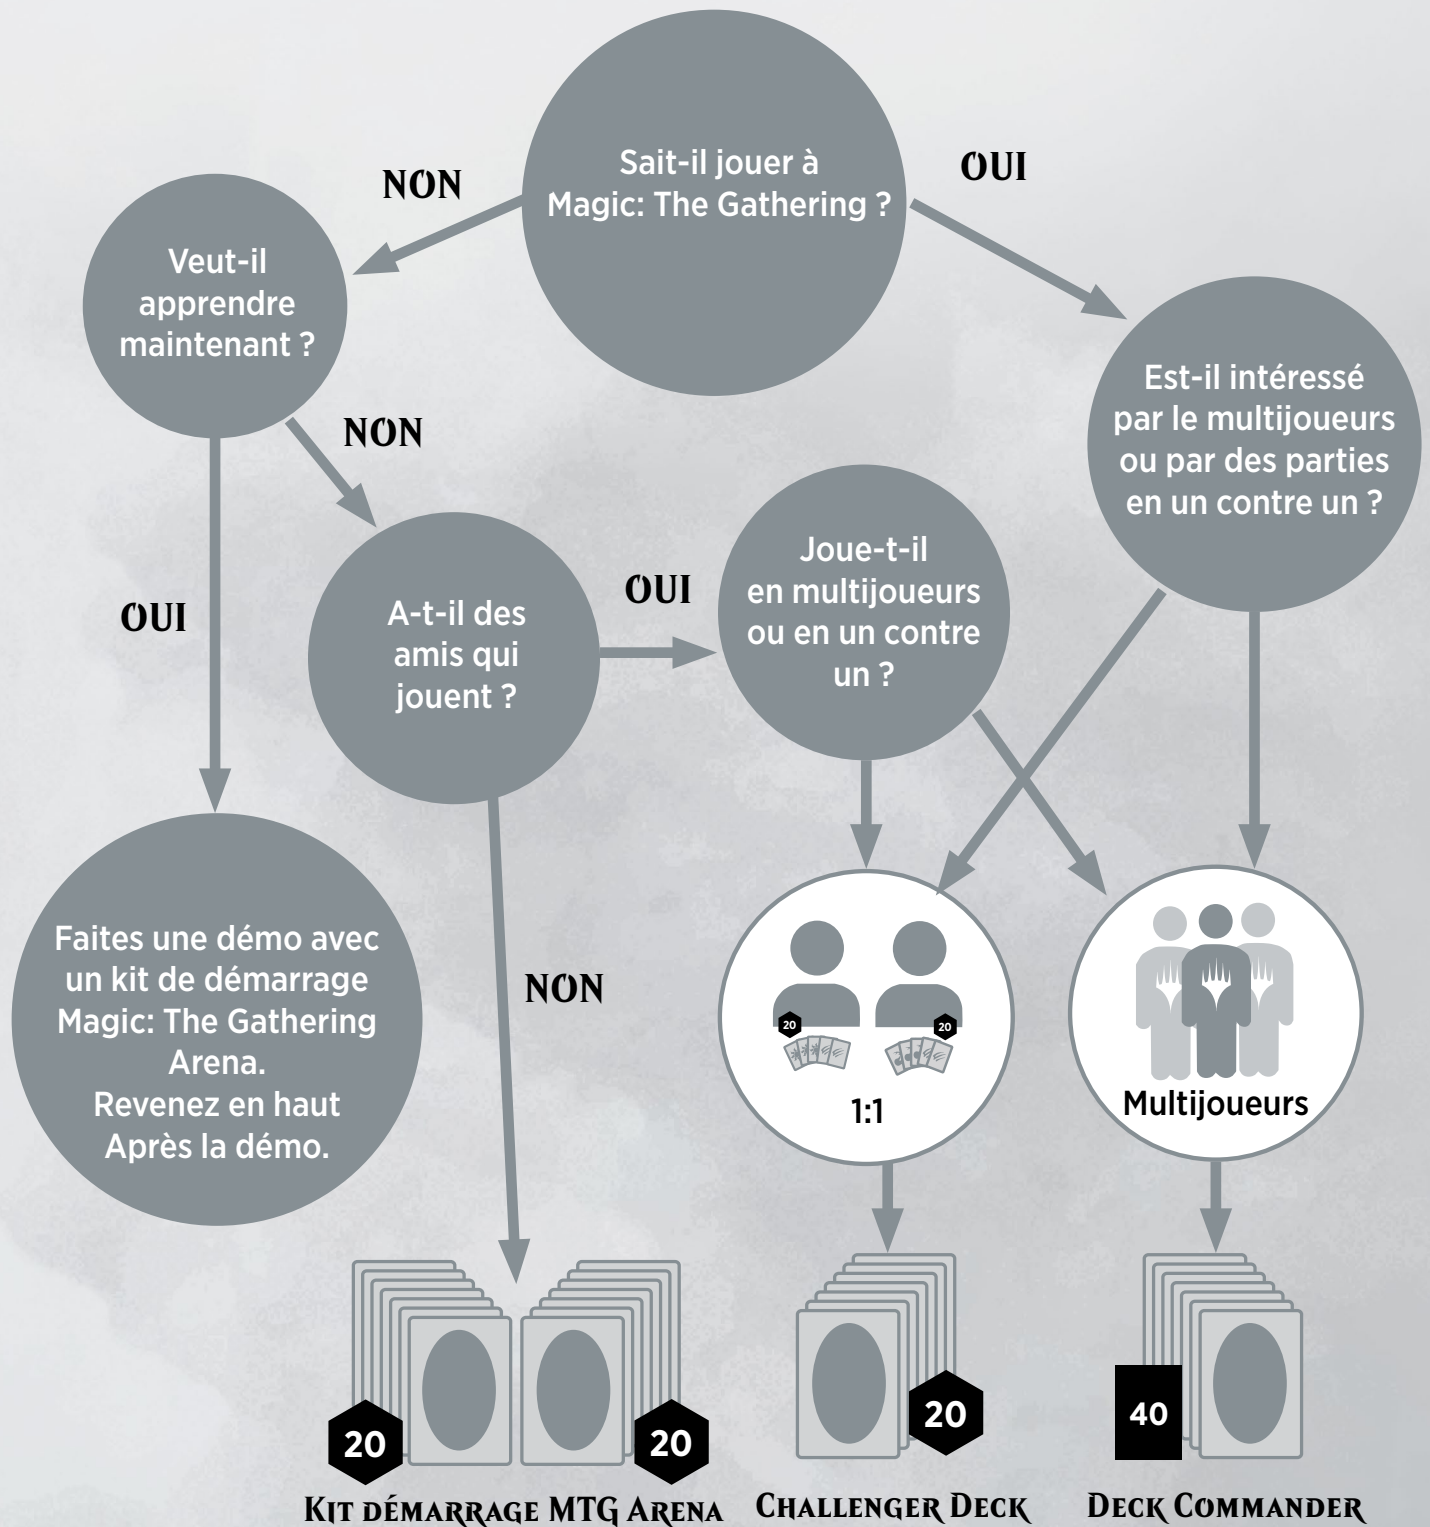 Sait-il jouer à
Magic: The Gathering ?
NON
OUI
Veut-il
apprendre
maintenant ?
Est-il intéressé
par le multijoueurs
ou par des parties
en un contre un ?
NON
OUI
A-t-il des
amis qui
jouent ?
OUI
Joue-t-il
en multijoueurs
ou en un contre
un ?
Faites une démo avec
un kit de démarrage
Magic: The Gathering
Arena.
Revenez en haut
Après la démo.
NON
20
20
1:1
Multijoueurs
20
20
20
40
Kit démarrage MTG Arena
Challenger Deck
Deck Commander